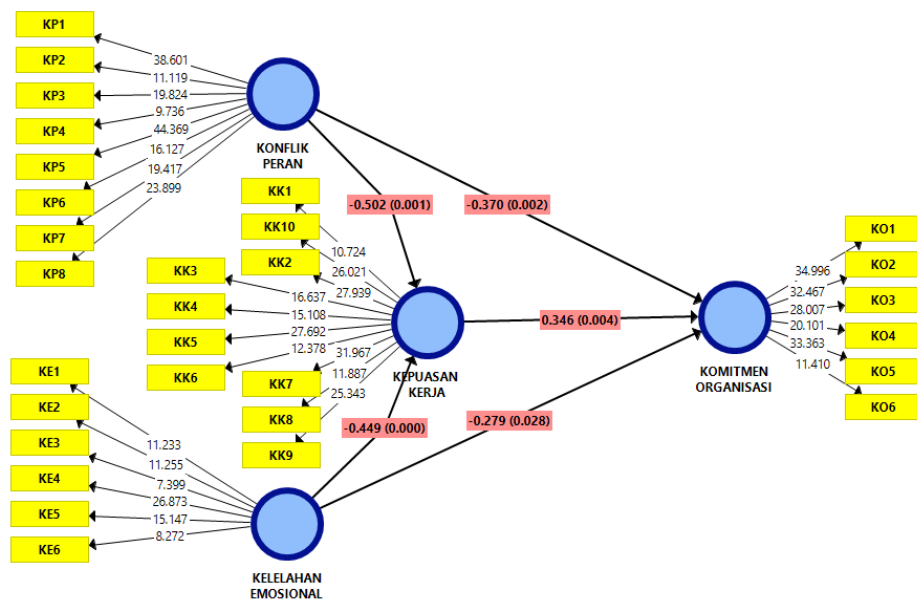 KP1
KP2
KP3
KP4
KP5
KP6
KP7
KP8
38.601
11.119
19.824
9.736
44.369
16.127
19.417
23.899
KONFLIK
PERAN
-0.502 (0.001)
-0.370 (0.002)
KK1
KK10
KK2
KK3
KK4
KK5
KK6
KK7
KK8
KK9
10.724
26.021
27.939
16.637
15.108
27.692
12.378
31.967
11.887
25.343
KEPUASAN
KERJA
0.346 (0.004)
KO1
KO2
KO3
KO4
KO5
KO6
34.996
32.467
28.007
20.101
33.363
11.410
KOMITMEN
ORGANISASI
KE1
KE2
KE3
KE4
KE5
KE6
11.233
11.255
7.399
26.873
15.147
8.272
-0.449 (0.000)
-0.279 (0.028)
KELELAHAN
EMOSIONAL